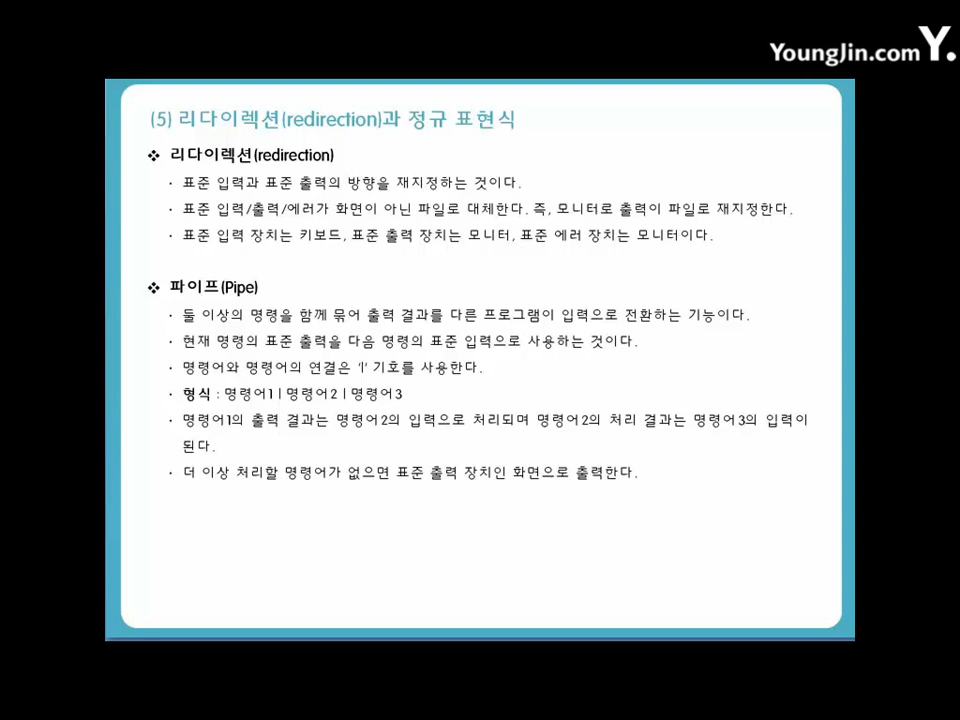 YoungJin.com Y.
(5) 리다이렉션(redirection)과 정규 표현식
❖ 리다이렉션(redirection)
· 표준 입력과 표준 출력의 방향을 재지정하는 것이다.
· 표준 입력/출력/에러가 화면이 아닌 파일로 대체한다. 즉, 모니터로 출력이 파일로 재지정한다.
· 표준 입력 장치는 키보드, 표준 출력 장치는 모니터, 표준 에러 장치는 모니터이다.
❖ 파이프(Pipe)
· 둘 이상의 명령을 함께 묶어 출력 결과를 다른 프로그램이 입력으로 전환하는 기능이다.
· 현재 명령의 표준 출력을 다음 명령의 표준 입력으로 사용하는 것이다.
· 명령어와 명령어의 연결은 '|' 기호를 사용한다.
· 형식 : 명령어1 | 명령어2 | 명령어3
· 명령어1의 출력 결과는 명령어2의 입력으로 처리되며 명령어2의 처리 결과는 명령어3의 입력이
된다.
· 더 이상 처리할 명령어가 없으면 표준 출력 장치인 화면으로 출력한다.